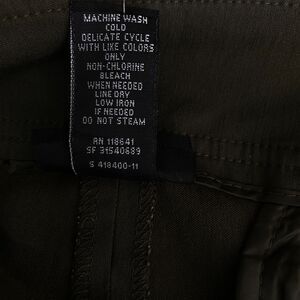 MACHINE WASH
COLD
DELICATE CYCLE
WITH LIKE COLORS
ONLY
NON-CHLORINE
BLEACH
WHEN NEEDED
LINE DRY
LOW IRON
IF NEEDED
DO NOT STEAM
RN 118641
SF 31540689
S 418400-11